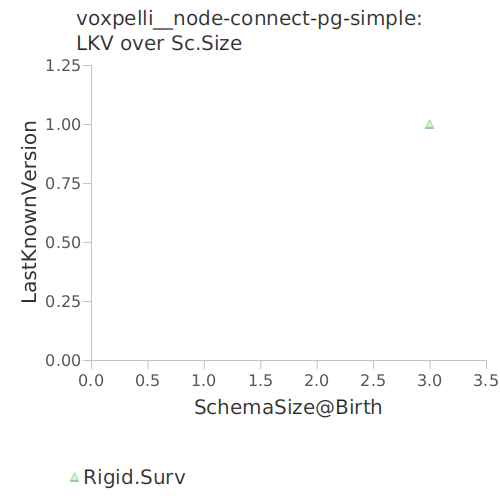 voxpelli__node-connect-pg-simple:
LKV over Sc.Size
1.25
1.00
0.75
0.50
0.25
0.00
LastKnownVersion
0.0 0.5 1.0 1.5 2.0 2.5 3.0 3.5
SchemaSize@Birth
Rigid.Surv